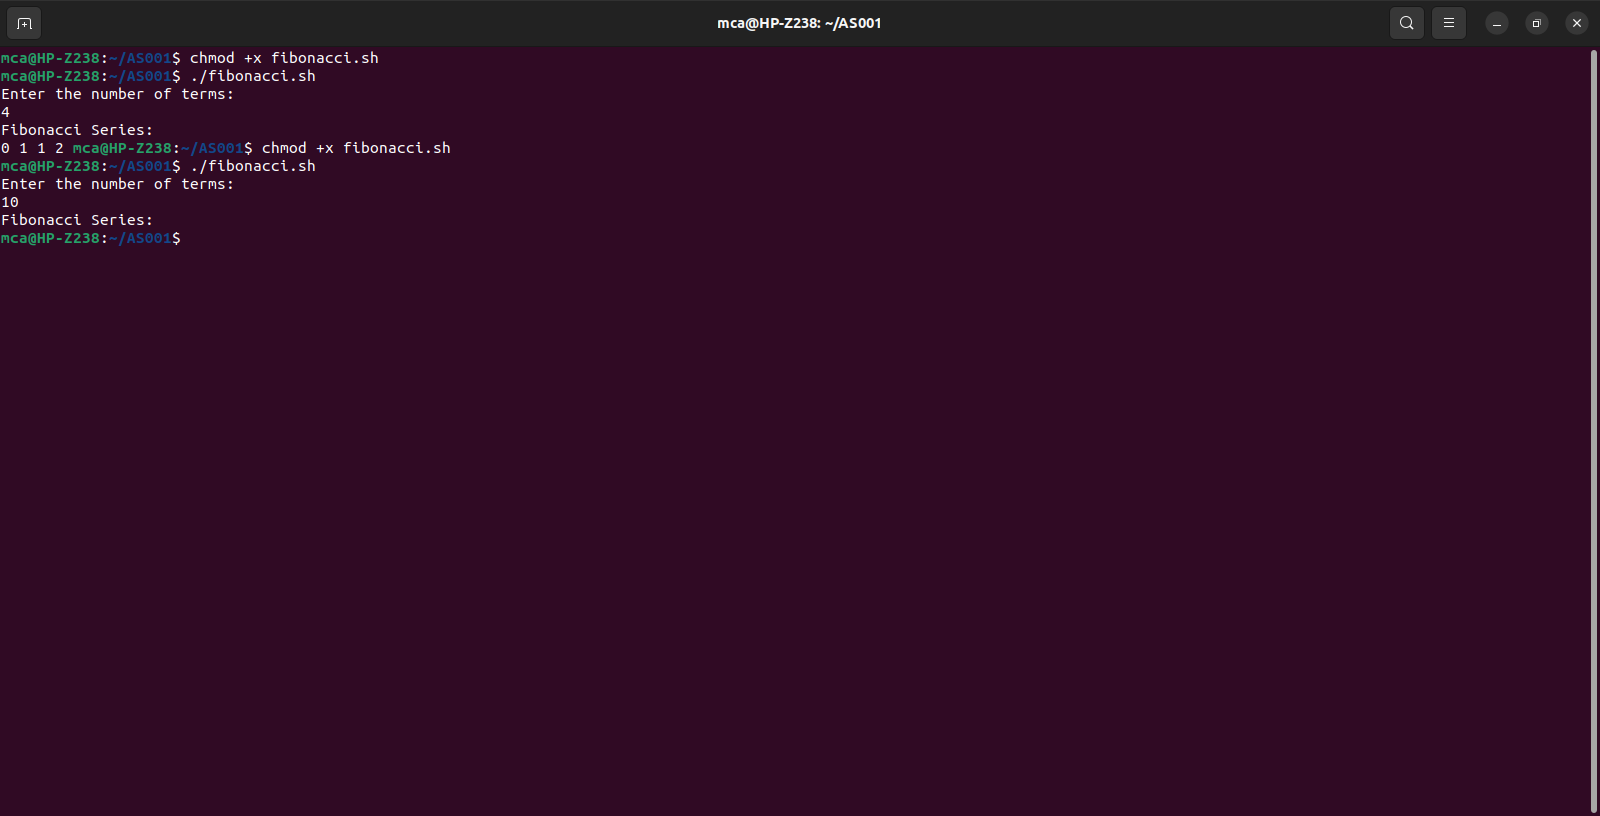 mca@HP-Z238: ~/AS001
mca@HP-Z238:~/AS001$ chmod +x fibonacci.sh
mca@HP-Z238:~/AS001$ ./fibonacci.sh
Enter the number of terms:
4
Fibonacci Series:
0 1 1 2 mca@HP-Z238:~/AS001$ chmod +x fibonacci.sh
mca@HP-Z238:~/AS001$ ./fibonacci.sh
Enter the number of terms:
10
Fibonacci Series:
mca@HP-Z238:~/AS001$